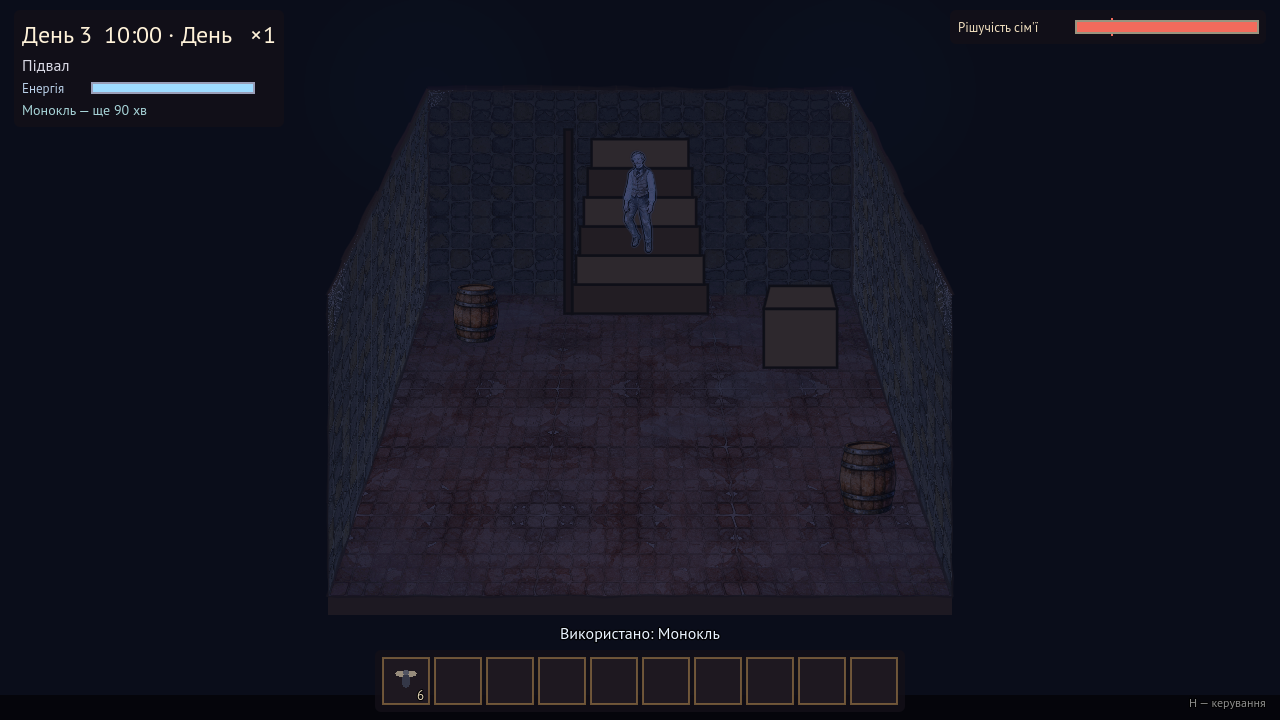 День 3 10:00 · День ×1
Підвал
Енергія
Монокль — ще 90 хв
Рішучість сім'ї
Використано: Монокль
6
Н — керування